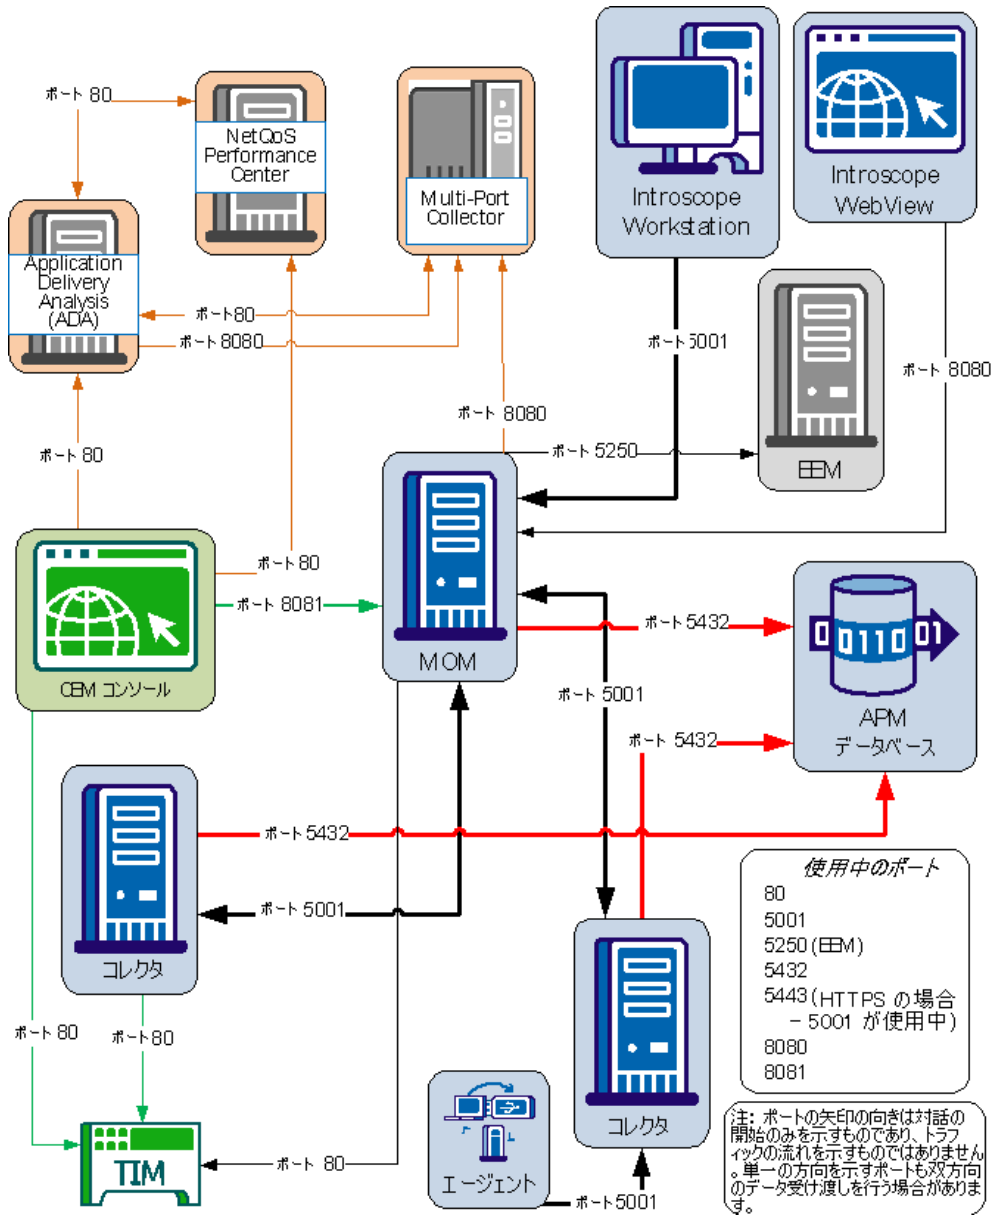 ポート 80
NetQoS
Performance
Center
Multi-Port
Collector
Introscope
Workstation
Introscope
WebView
Application
Delivery
Analysis
(ADA)
ポート80
ポート 8080
ポート 5001
ポート 8080
ポート 80
ポート 8080
ポート 5250
EEM
ポート 80
ポート 8081
CEM コンソール
MOM
ポート 5432
0 0110 01
APM
データベース
ポート 5001
ポート 5432
ポート 5432
ポート 5001
コレクタ
ポート 80
ポート 80
TIM
ポート 80
エージェント
ポート 5001
コレクタ
使用中のポート
80
5001
5250 (EEM)
5432
5443 (HTTPS の場合
- 5001 が使用中)
8080
8081
注: ポートの矢印の向きは対話の
開始のみを示すものであり、トラフ
ィックの流れを示すものではありません
。単一の方向を示すポートも双方向
のデータ受け渡しを行う場合がありま
す。